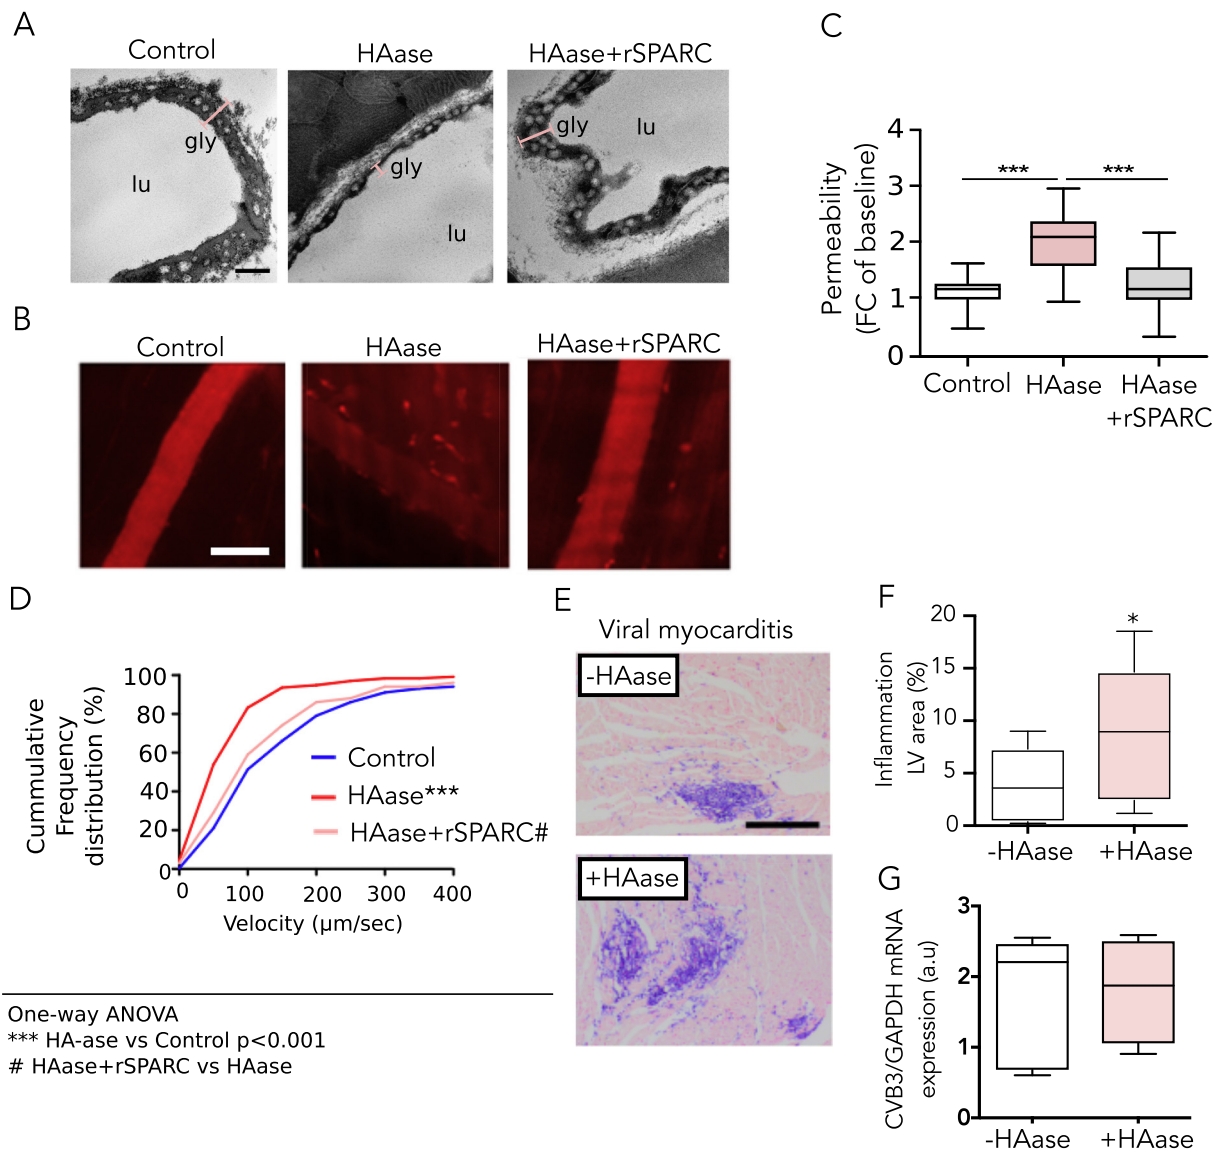 A
Control
HAase
HAase+rSPARC
gly
lu
gly
lu
gly
lu
B
Control
HAase
HAase+rSPARC
C
Permeability
(FC of baseline)
4
3
2
1
0
***
***
Control
HAase
HAase
+rSPARC
D
Cummulative
Frequency
distribution (%)
100
80
60
40
20
0
0
100
200
300
400
Velocity (µm/sec)
Control
HAase***
HAase+rSPARC#
One-way ANOVA
*** HA-ase vs Control p<0.001
# HAase+rSPARC vs HAase
E
Viral myocarditis
-HAase
+HAase
F
Inflammation
LV area (%)
20
15
10
5
0
*
-HAase
+HAase
G
CVB3/GAPDH mRNA
expression (a.u)
3
2
1
0
-HAase
+HAase